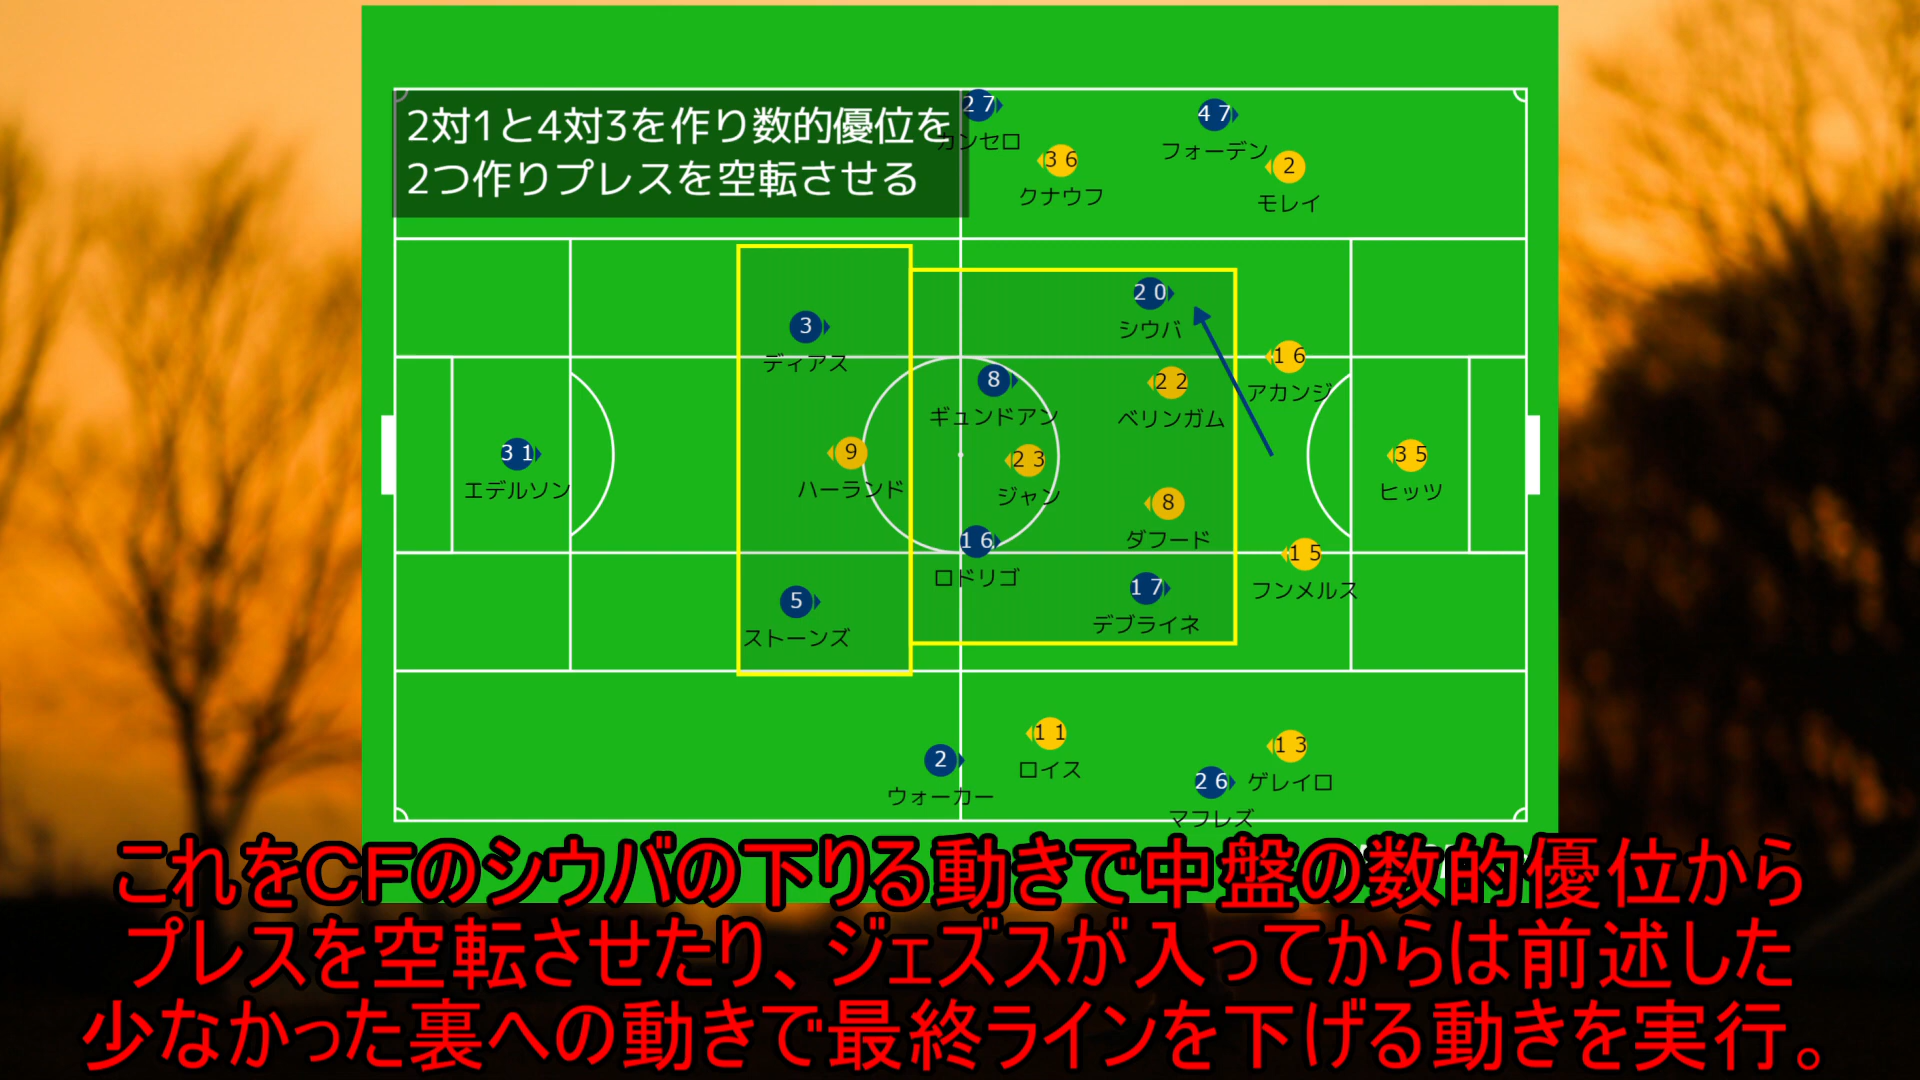 2対1と4対3を作り数的優位を
2つ作りプレスを空転させる
27
カンセロ
47
フォーデン
36
クナウフ
2
モレイ
20
シウバ
3
ディアス
16
アカンジ
8
ギュンドアン
22
ベリンガム
31
エデルソン
9
ハーランド
23
ジャン
35
ヒッツ
8
ダフード
16
ロドリゴ
15
フンメルス
5
ストーンズ
17
デブライネ
11
ロイス
13
ゲレイロ
2
ウォーカー
26
マフレズ
これをCFのシウバの下りる動きで中盤の数的優位から
プレスを空転させたり、ジェズスが入ってからは前述した
少なかった裏への動きで最終ラインを下げる動きを実行。